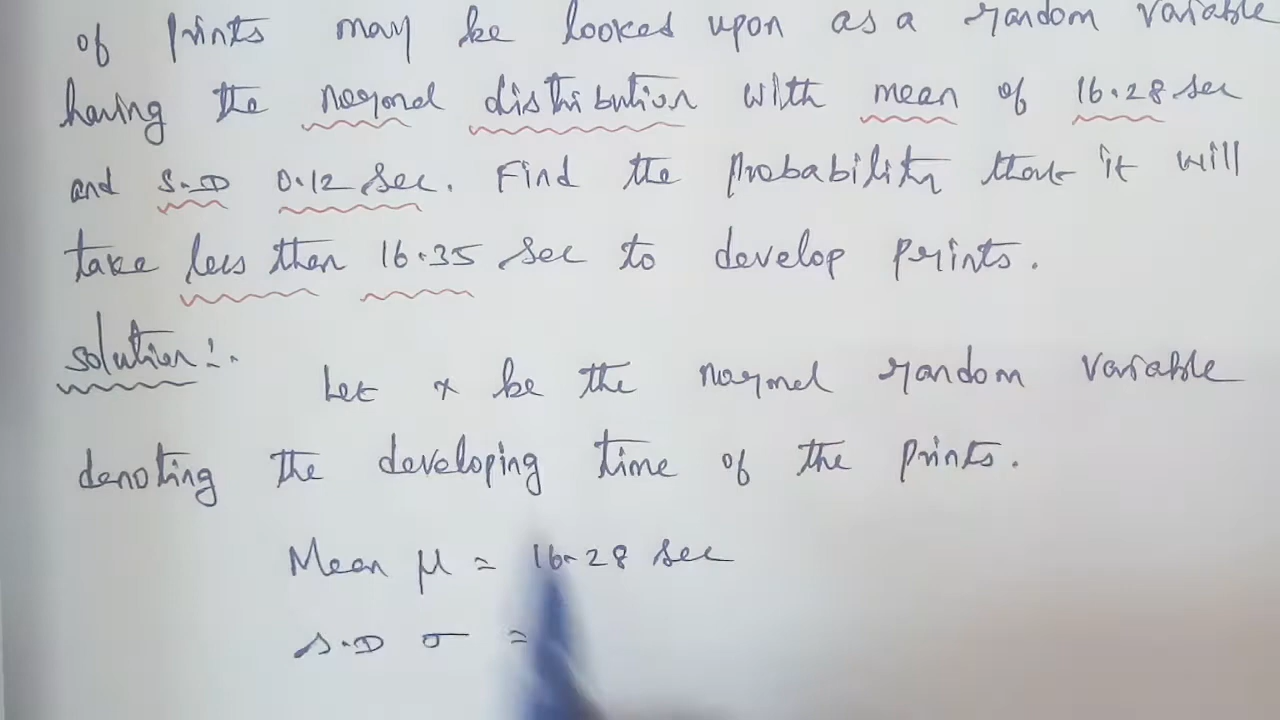 of prints may be looked upon as a random variable
having the normal distribution with mean of 16.28 sec
and S.D 0.12 sec. Find the probability that it will
take less than 16.35 sec to develop prints.
solution:.
Let x be the normal random variable
denoting the developing time of the prints.
Mean μ = 16.28 sec
S.D σ =